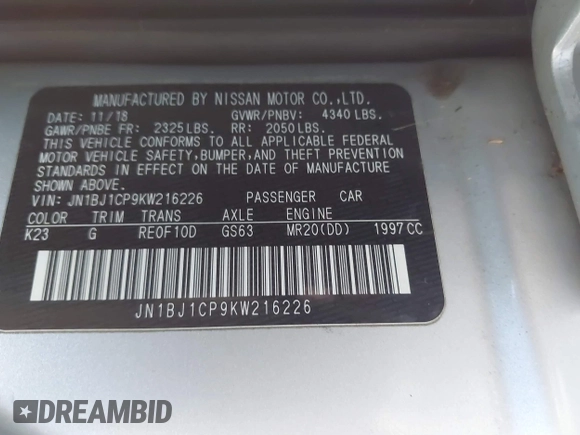 MANUFACTURED BY NISSAN MOTOR CO.,LTD.
DATE: 11/18 GVWR/PNBV: 4340 LBS.
GAWR/PNBE FR: 2325 LBS. RR: 2050 LBS.
THIS VEHICLE CONFORMS TO ALL APPLICABLE FEDERAL
MOTOR VEHICLE SAFETY, BUMPER, AND THEFT PREVENTION
STANDARDS IN EFFECT ON THE DATE OF MANUFACTURE
SHOWN ABOVE.
VIN: JN1BJ1CP9KW216226 PASSENGER CAR
COLOR TRIM TRANS AXLE ENGINE
K23 G RE0F10D GS63 MR20(DD) 1997 CC
JN1BJ1CP9KW216226
DREAMBID